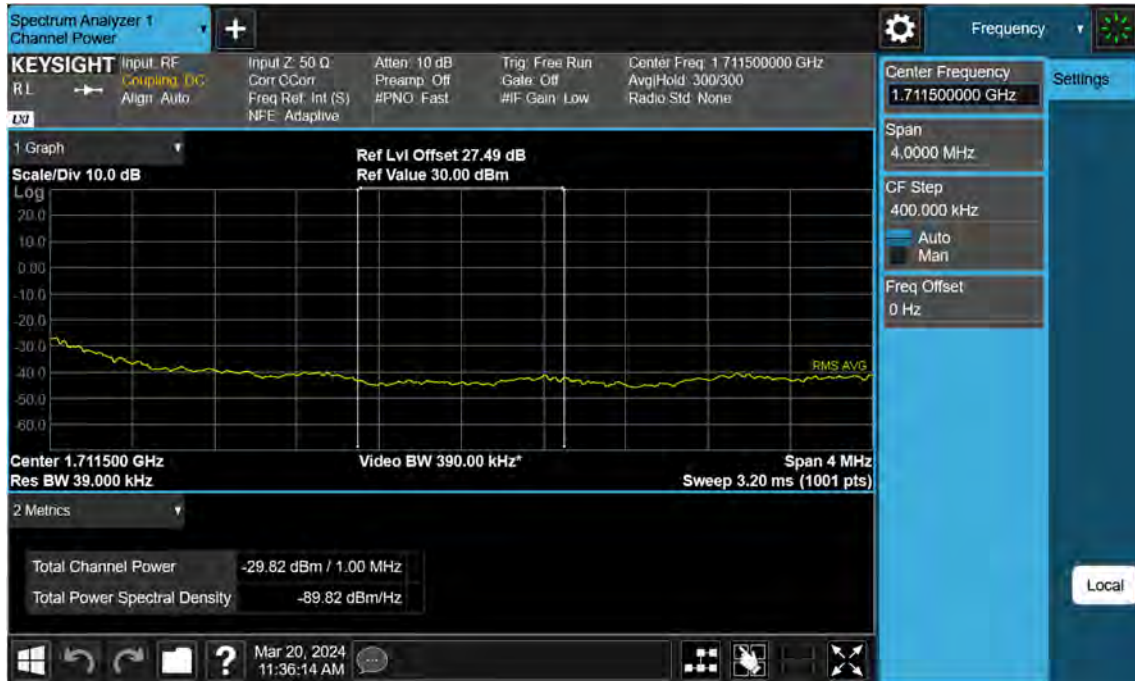 Spectrum Analyzer 1
Channel Power
Frequency
KEYSIGHT
RL
LXI
Input: RF
Coupling: DC
Align: Auto
Input Z: 50 Ω
Corr CCorr
Freq Ref: Int (S)
NFE: Adaptive
Atten: 10 dB
Preamp: Off
#PNO: Fast
Trig: Free Run
Gate: Off
#IF Gain: Low
Center Freq: 1.711500000 GHz
Avg|Hold: 300/300
Radio Std: None
Center Frequency
1.711500000 GHz
Settings
Span
4.0000 MHz
CF Step
400.000 kHz
Auto
Man
Freq Offset
0 Hz
Local
1 Graph
Scale/Div 10.0 dB
Ref Lvl Offset 27.49 dB
Ref Value 30.00 dBm
Log
20.0
10.0
0.00
-10.0
-20.0
-30.0
-40.0
-50.0
-60.0
RMS AVG
Center 1.711500 GHz
Res BW 39.000 kHz
Video BW 390.00 kHz*
Span 4 MHz
Sweep 3.20 ms (1001 pts)
2 Metrics
Total Channel Power -29.82 dBm / 1.00 MHz
Total Power Spectral Density -89.82 dBm/Hz
Mar 20, 2024
11:36:14 AM